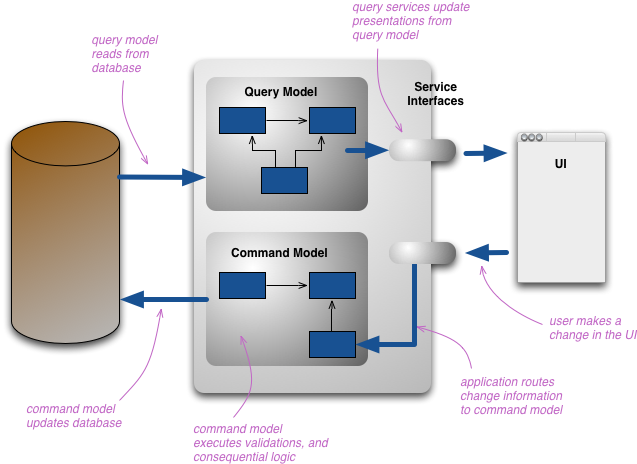 query services update
presentations from
query model
query model
reads from
database
Query Model
Service
Interfaces
UI
Command Model
user makes a
change in the UI
application routes
change information
to command model
command model
updates database
command model
executes validations, and
consequential logic